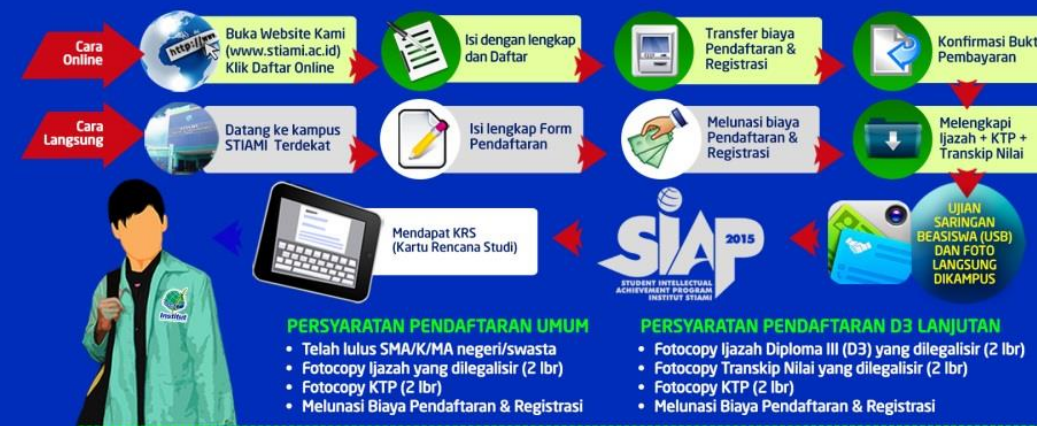 Cara
Online
http://www
Buka Website Kami
(www.stiami.ac.id)
Klik Daftar Online
Isi dengan lengkap
dan Daftar
Transfer biaya
Pendaftaran &
Registrasi
Konfirmasi Bukt
Pembayaran
Cara
Langsung
Datang ke kampus
STIAMI Terdekat
Isi lengkap Form
Pendaftaran
Melunasi biaya
Pendaftaran &
Registrasi
Melengkapi
Ijazah + KTP +
Transkip Nilai
Mendapat KRS
(Kartu Rencana Studi)
SIAP
2015
STUDENT INTELLECTUAL
ACHIEVEMENT PROGRAM
INSTITUT STIAMI
UJIAN
SARINGAN
BEASISWA (USB)
DAN FOTO
LANGSUNG
DIKAMPUS
Institut
PERSYARATAN PENDAFTARAN UMUM
• Telah lulus SMA/K/MA negeri/swasta
• Fotocopy Ijazah yang dilegalisir (2 lbr)
• Fotocopy KTP (2 lbr)
• Melunasi Biaya Pendaftaran & Registrasi
PERSYARATAN PENDAFTARAN D3 LANJUTAN
• Fotocopy Ijazah Diploma III (D3) yang dilegalisir (2 lbr)
• Fotocopy Transkip Nilai yang dilegalisir (2 lbr)
• Fotocopy KTP (2 lbr)
• Melunasi Biaya Pendaftaran & Registrasi